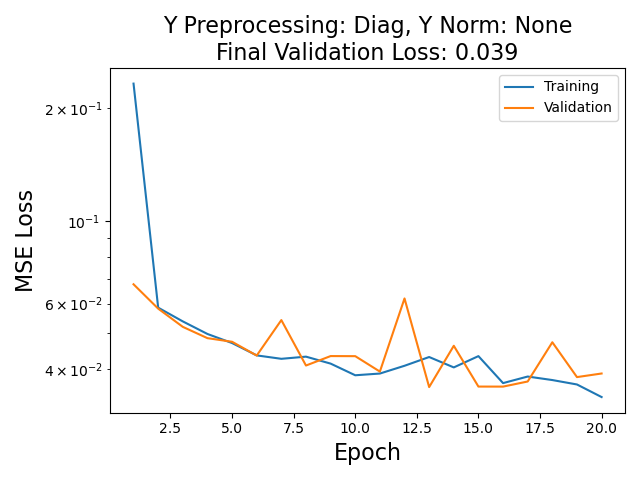 Y Preprocessing: Diag, Y Norm: None
Final Validation Loss: 0.039
Training
Validation
2 × 10⁻¹
10⁻¹
6 × 10⁻²
4 × 10⁻²
MSE Loss
2.5 5.0 7.5 10.0 12.5 15.0 17.5 20.0
Epoch